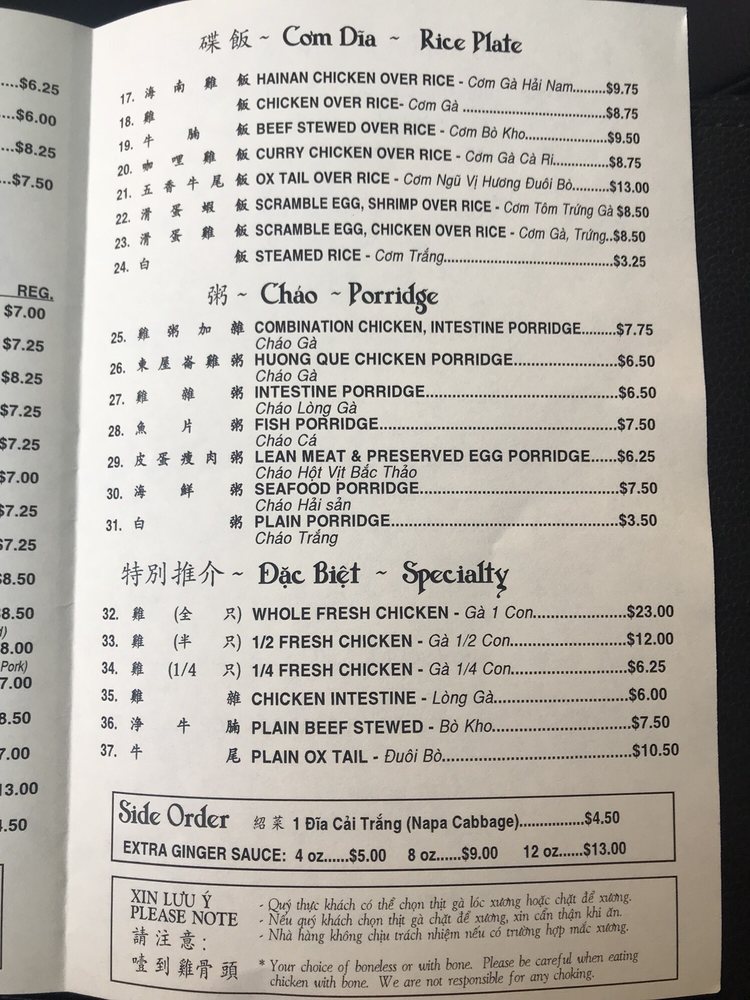 ....$6.25
...$6.00
...$8.25
...$7.50
REG.
$7.00
$7.25
$8.25
$7.25
$7.25
$7.00
$7.25
$7.25
$8.50
$8.50
8.00
Pork)
7.00
8.50
7.00
13.00
4.50
碟飯 ~ Cơm Dĩa ~ Rice Plate
17. 海南雞飯 HAINAN CHICKEN OVER RICE - Cơm Gà Hải Nam........$9.75
18. 雞飯 CHICKEN OVER RICE- Cơm Gà ..................................$8.75
19. 牛腩飯 BEEF STEWED OVER RICE - Cơm Bò Kho...................$9.50
20. 咖哩雞飯 CURRY CHICKEN OVER RICE - Cơm Gà Cà Ri.............$8.75
21. 五香牛尾飯 OX TAIL OVER RICE - Cơm Ngũ Vị Hương Đuôi Bò.........$13.00
22. 滑蛋蝦飯 SCRAMBLE EGG, SHRIMP OVER RICE - Cơm Tôm Trứng Gà $8.50
23. 滑蛋雞飯 SCRAMBLE EGG, CHICKEN OVER RICE - Cơm Gà, Trứng..$8.50
24. 白飯 STEAMED RICE - Cơm Trắng.........................................$3.25
粥 ~ Cháo ~ Porridge
25. 雞粥加雜 COMBINATION CHICKEN, INTESTINE PORRIDGE........$7.75
Cháo Gà
26. 東屋崙雞粥 HUONG QUE CHICKEN PORRIDGE.........................$6.50
Cháo Gà
27. 雞雜粥 INTESTINE PORRIDGE..............................................$6.50
Cháo Lòng Gà
28. 魚片粥 FISH PORRIDGE.........................................................$7.50
Cháo Cá
29. 皮蛋瘦肉粥 LEAN MEAT & PRESERVED EGG PORRIDGE......$6.25
Cháo Hột Vịt Bắc Thảo
30. 海鮮粥 SEAFOOD PORRIDGE................................................$7.50
Cháo Hải sản
31. 白粥 PLAIN PORRIDGE.......................................................$3.50
Cháo Trắng
特別推介 ~ Đặc Biệt ~ Specialty
32. 雞 (全隻) WHOLE FRESH CHICKEN - Gà 1 Con......................$23.00
33. 雞 (半只) 1/2 FRESH CHICKEN - Gà 1/2 Con...........................$12.00
34. 雞 (1/4 只) 1/4 FRESH CHICKEN - Gà 1/4 Con...........................$6.25
35. 雞雜 CHICKEN INTESTINE - Lòng Gà................................$6.00
36. 淨牛腩 PLAIN BEEF STEWED - Bò Kho.................................$7.50
37. 牛尾 PLAIN OX TAIL - Đuôi Bò............................................$10.50
Side Order 紹菜 1 Đĩa Cải Trắng (Napa Cabbage)...............$4.50
EXTRA GINGER SAUCE: 4 oz......$5.00 8 oz......$9.00 12 oz......$13.00
XIN LƯU Ý
PLEASE NOTE
請注意：
噎到雞骨頭
- Quý thực khách có thể chọn thịt gà lóc xương hoặc chặt để xương.
- Nếu quý khách chọn thịt gà chặt để xương, xin cẩn thận khi ăn.
- Nhà hàng không chịu trách nhiệm nếu có trường hợp mắc xương.
* Your choice of boneless or with bone. Please be careful when eating
chicken with bone. We are not responsible for any choking.